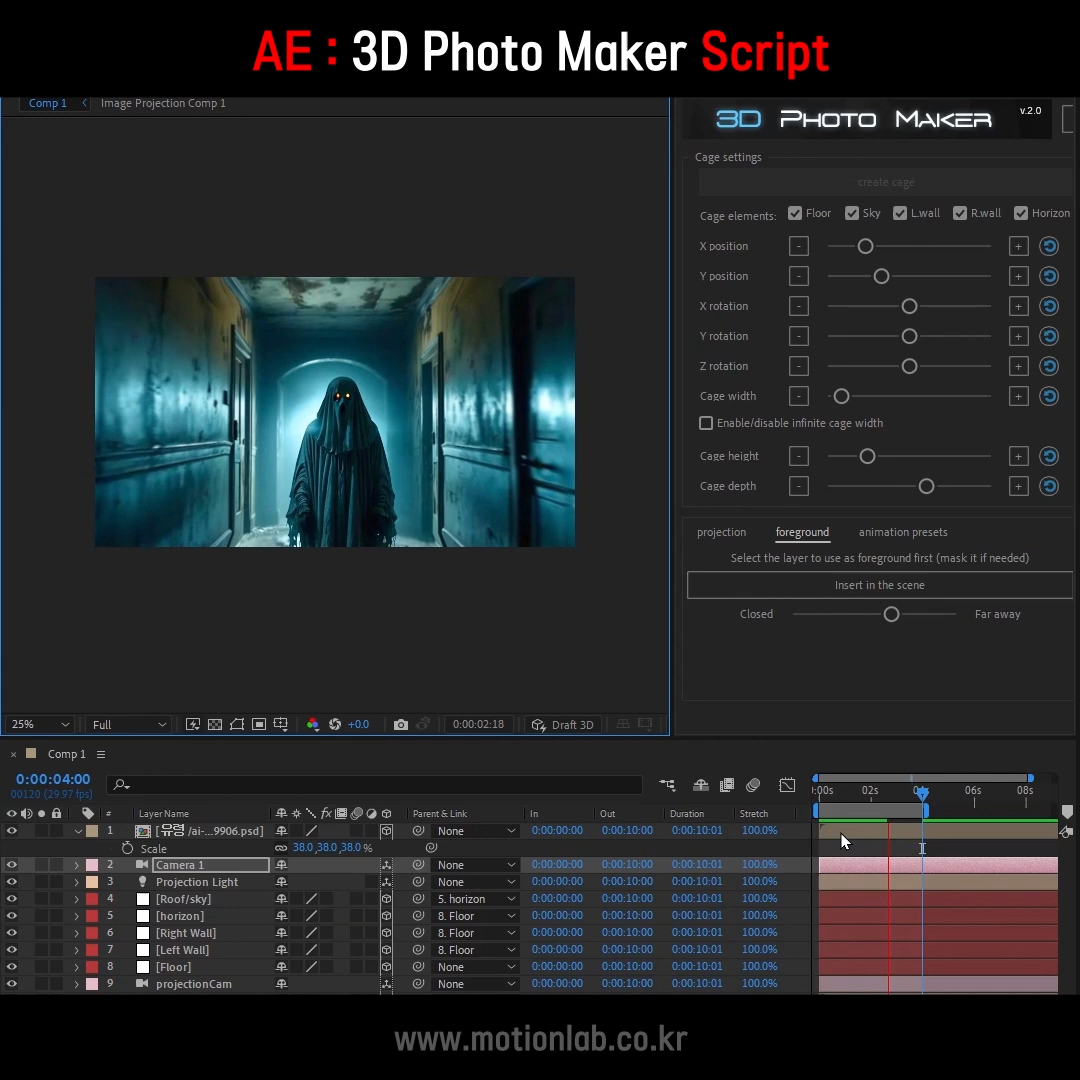 AE : 3D Photo Maker Script
Comp 1 < Image Projection Comp 1
3D Photo Maker v.2.0
Cage settings
create cage
Cage elements: Floor Sky L.wall R.wall Horizon
X position - +
Y position - +
X rotation - +
Y rotation - +
Z rotation - +
Cage width - +
Enable/disable infinite cage width
Cage height - +
Cage depth - +
projection foreground animation presets
Select the layer to use as foreground first (mask it if needed)
Insert in the scene
Closed Far away
25% Full +0.0 0:00:02:18 Draft 3D
× Comp 1
0:00:04:00
00120 (29.97 fps)
:00s 02s 04s 06s 08s
# Layer Name fx Parent & Link In Out Duration Stretch
1 [유령 /ai-...9906.psd] None 0:00:00:00 0:00:10:00 0:00:10:01 100.0%
Scale 38.0,38.0,38.0 %
2 Camera 1 None 0:00:00:00 0:00:10:00 0:00:10:01 100.0%
3 Projection Light None 0:00:00:00 0:00:10:00 0:00:10:01 100.0%
4 [Roof/sky] 5. horizon 0:00:00:00 0:00:10:00 0:00:10:01 100.0%
5 [horizon] 8. Floor 0:00:00:00 0:00:10:00 0:00:10:01 100.0%
6 [Right Wall] 8. Floor 0:00:00:00 0:00:10:00 0:00:10:01 100.0%
7 [Left Wall] 8. Floor 0:00:00:00 0:00:10:00 0:00:10:01 100.0%
8 [Floor] None 0:00:00:00 0:00:10:00 0:00:10:01 100.0%
9 projectionCam None 0:00:00:00 0:00:10:00 0:00:10:01 100.0%
www.motionlab.co.kr